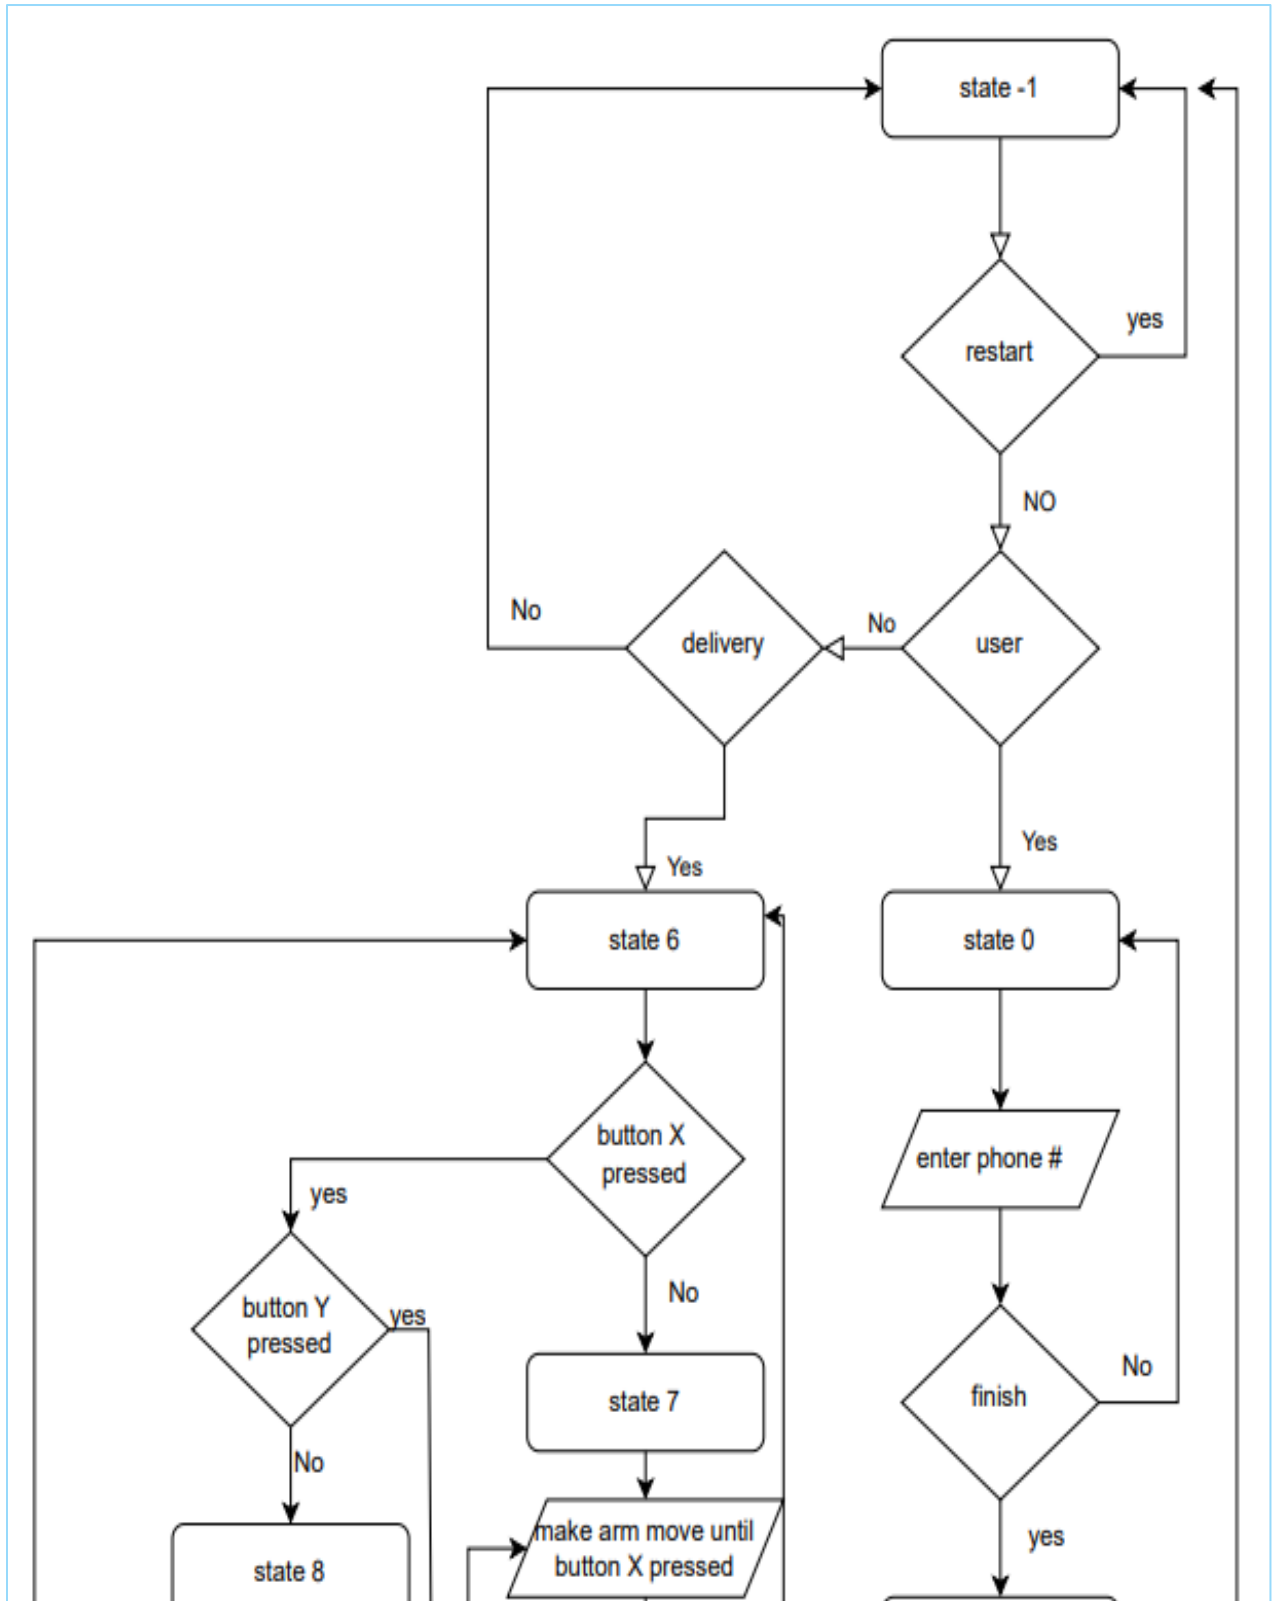 state -1
yes
restart
NO
No
No
delivery
user
Yes
Yes
state 6
state 0
button X
pressed
enter phone #
yes
No
button Y
pressed
yes
No
state 7
finish
No
make arm move until
button X pressed
yes
state 8